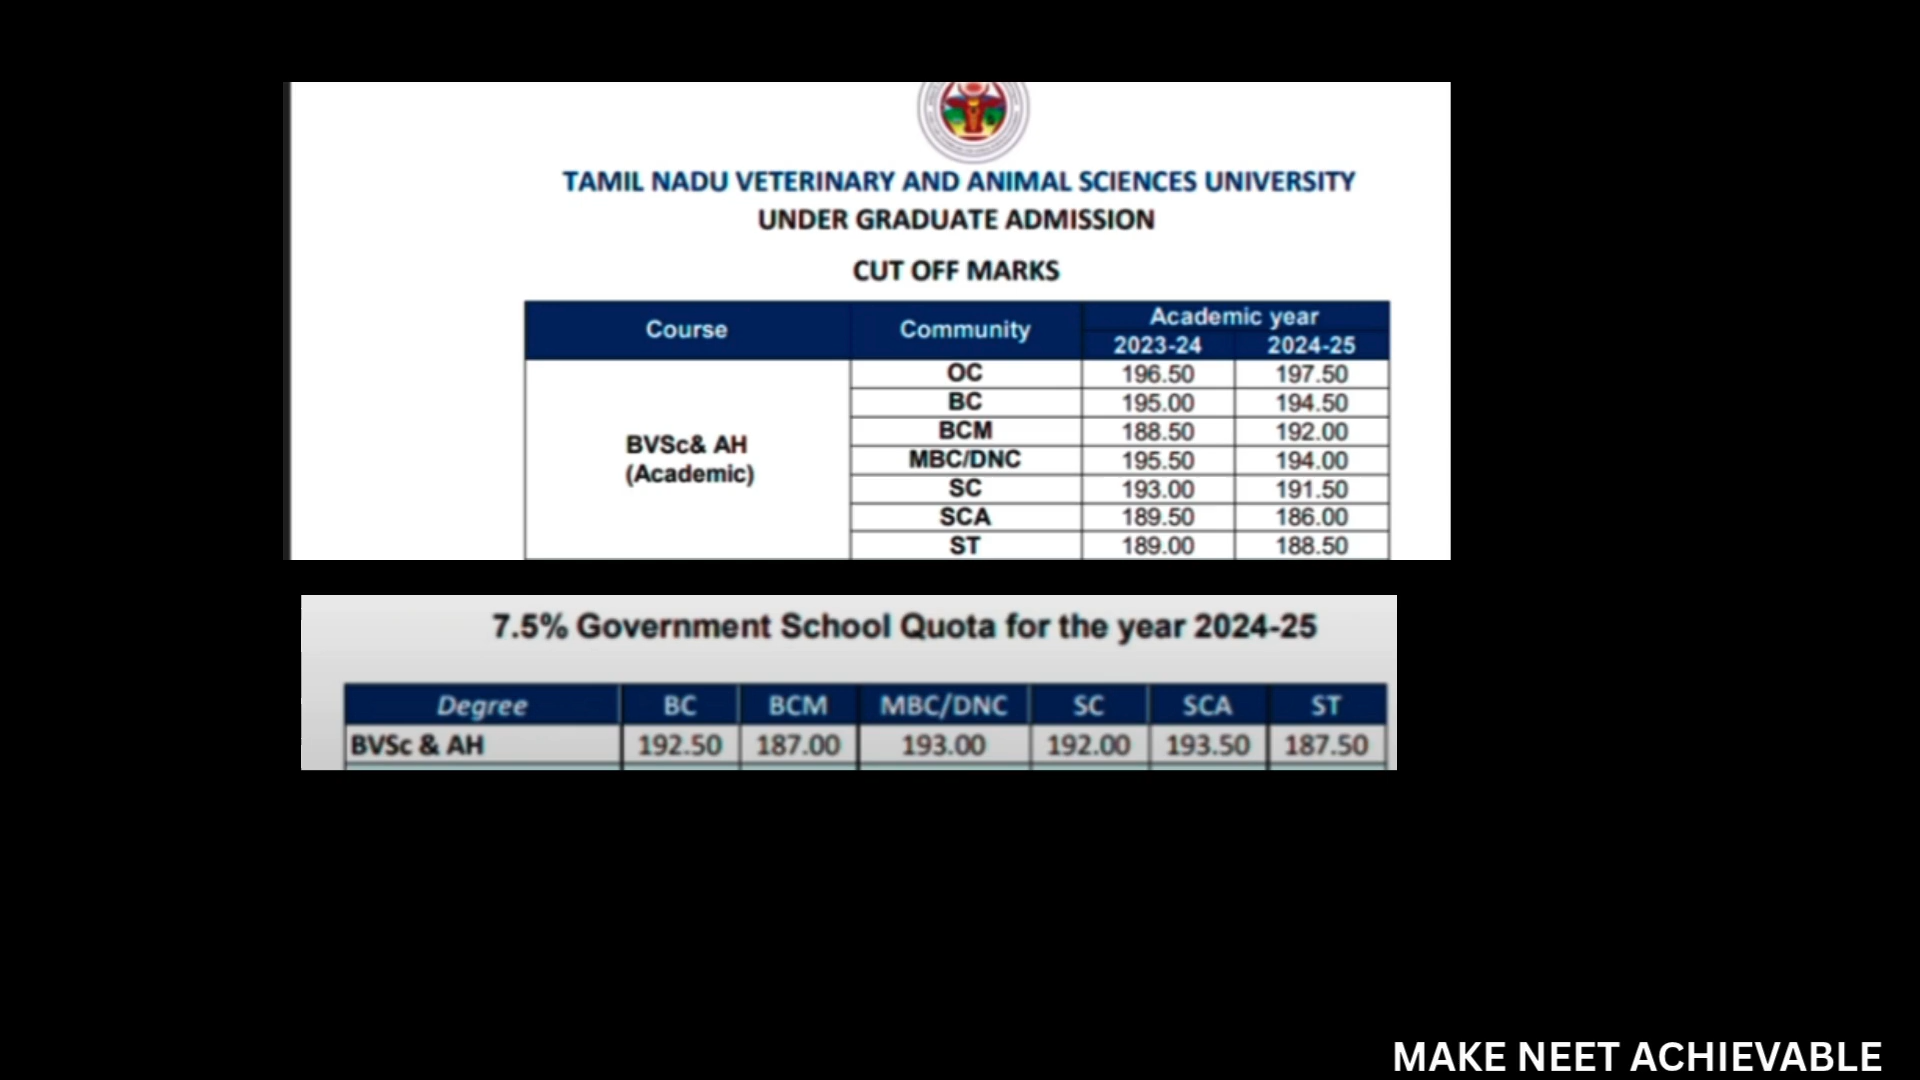 TAMIL NADU VETERINARY AND ANIMAL SCIENCES UNIVERSITY
UNDER GRADUATE ADMISSION
CUT OFF MARKS
Course Community Academic year
2023-24 2024-25
BVSc& AH
(Academic)
OC 196.50 197.50
BC 195.00 194.50
BCM 188.50 192.00
MBC/DNC 195.50 194.00
SC 193.00 191.50
SCA 189.50 186.00
ST 189.00 188.50
7.5% Government School Quota for the year 2024-25
Degree BC BCM MBC/DNC SC SCA ST
BVSc & AH 192.50 187.00 193.00 192.00 193.50 187.50
MAKE NEET ACHIEVABLE